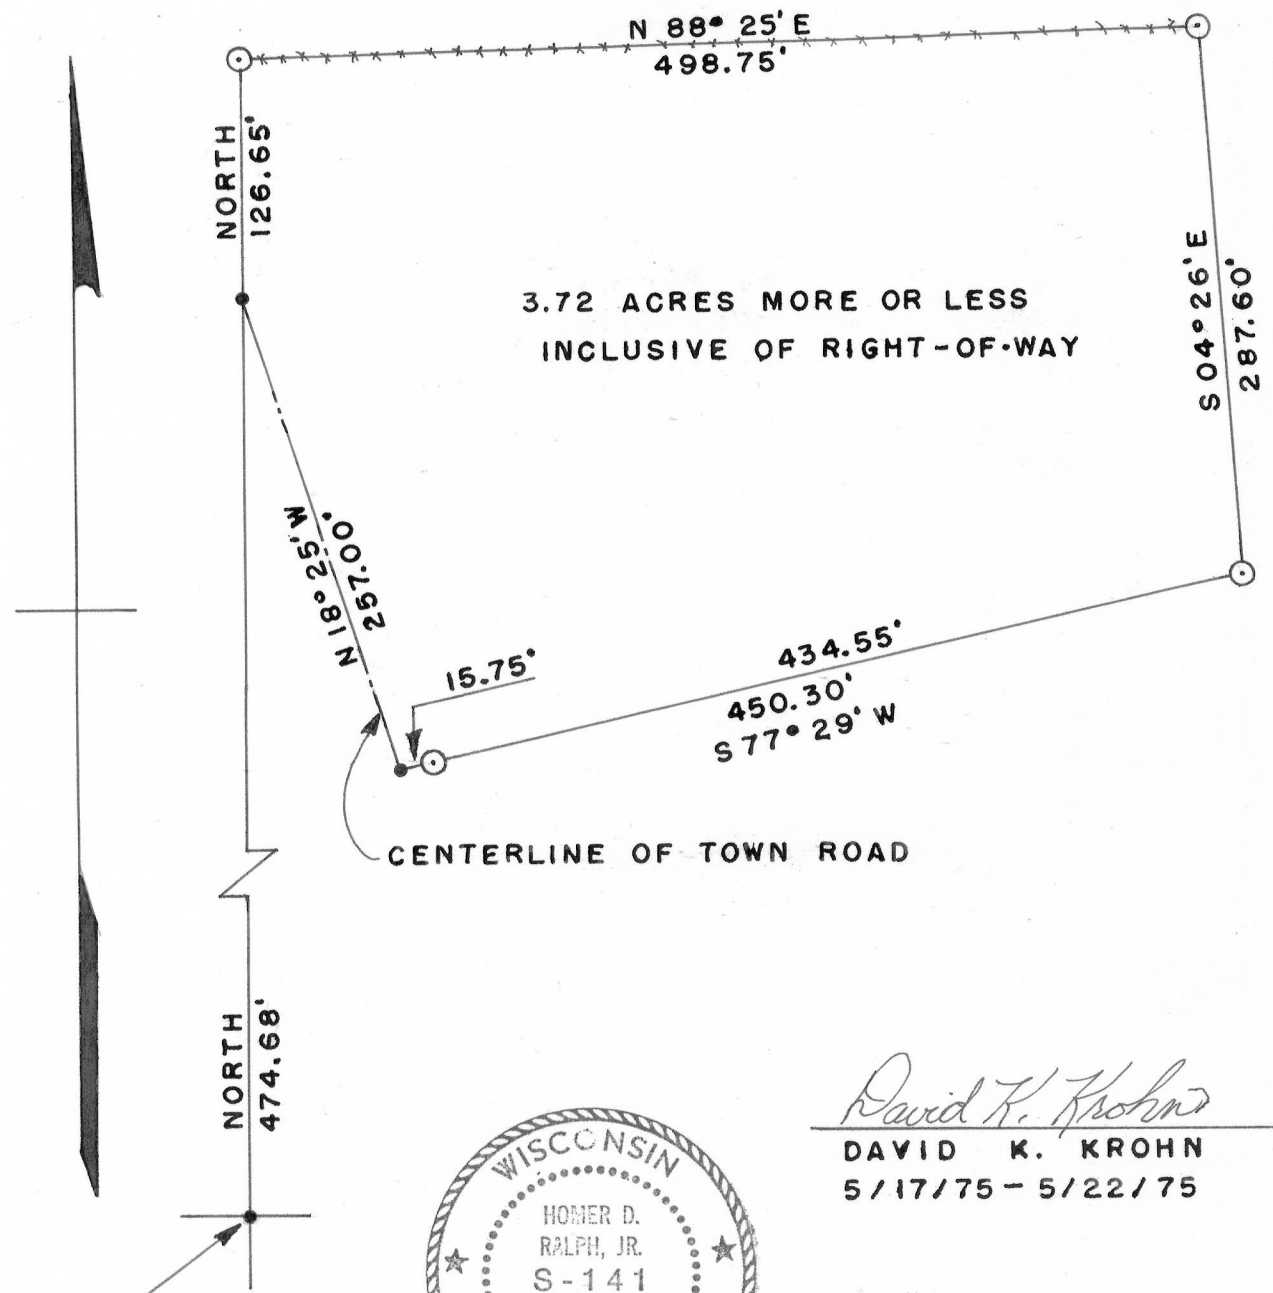 N 88° 25' E
498.75'
NORTH
126.65'
S 04° 26' E
287.60'
3.72 ACRES MORE OR LESS
INCLUSIVE OF RIGHT-OF-WAY
N 18° 25' W
257.00'
15.75'
434.55'
450.30'
S 77° 29' W
CENTERLINE OF TOWN ROAD
NORTH
474.68'
David K. Krohn
DAVID K. KROHN
5/17/75 - 5/22/75
WISCONSIN
HOMER D.
RALPH, JR.
S-141